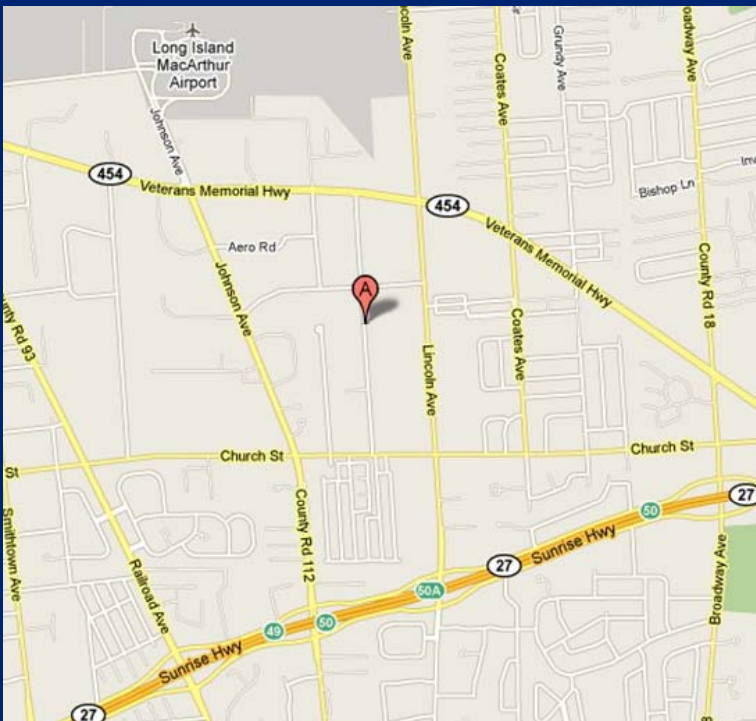 Long Island
MacArthur
Airport
Lincoln Ave
Coates Ave
Grundy Ave
Broadway Ave
Johnson Ave
454
Veterans Memorial Hwy
454
Veterans Memorial Hwy
Bishop Ln
Aero Rd
Johnson Ave
A
County Rd 18
Coates Ave
Lincoln Ave
Rd 93
Church St
Church St
St
Smithtown Ave
County Rd 112
Railroad Ave
27
50
Sunrise Hwy
27
50A
50
49
Sunrise Hwy
27
Broadway Ave